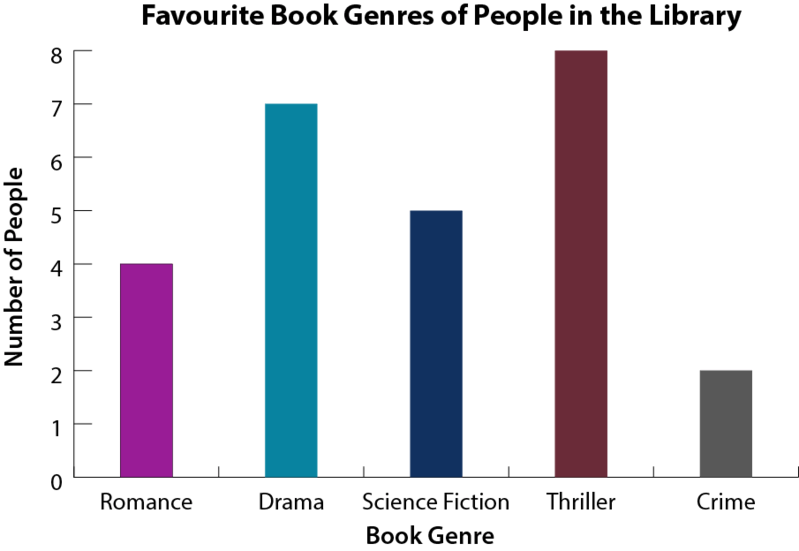 Favourite Book Genres of People in the Library
Number of People
8
7
6
5
4
3
2
1
0
Romance Drama Science Fiction Thriller Crime
Book Genre